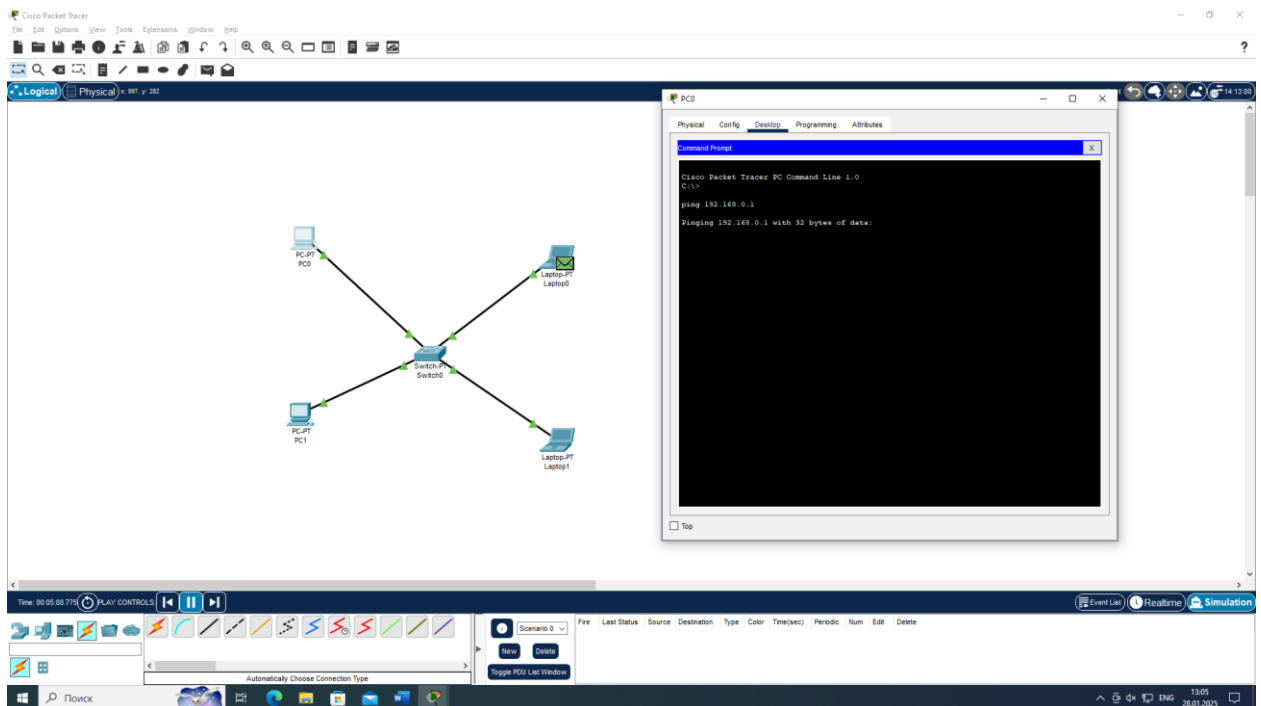 Cisco Packet Tracer
File Edit Options View Tools Extensions Window Help
?
Logical Physical x: 997, y: 282
14:13:00
PC0
Physical Config Desktop Programming Attributes
Command Prompt X
Cisco Packet Tracer PC Command Line 1.0
C:\>
ping 192.168.0.1
Pinging 192.168.0.1 with 32 bytes of data:
Top
PC-PT
PC0
Laptop-PT
Laptop0
Switch-PT
Switch0
PC-PT
PC1
Laptop-PT
Laptop1
Time: 00:05:08.775 PLAY CONTROLS: Event List Realtime Simulation
Scenario 0
New Delete
Toggle PDU List Window
Fire Last Status Source Destination Type Color Time(sec) Periodic Num Edit Delete
Automatically Choose Connection Type
Поиск
ENG 13:05
28.01.2025